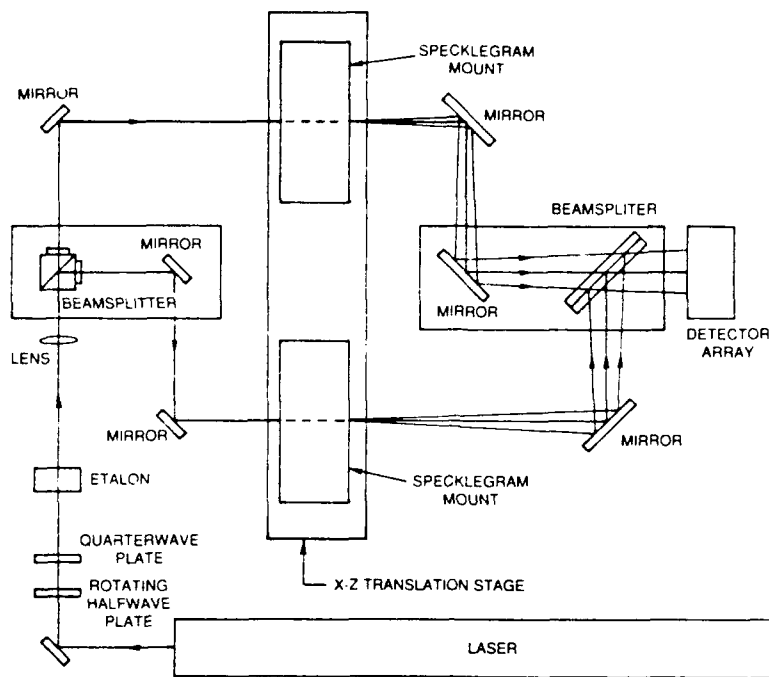 SPECKLEGRAM
MOUNT
MIRROR
MIRROR
BEAMSPLITER
MIRROR
BEAMSPLITTER
MIRROR
DETECTOR
ARRAY
LENS
MIRROR
MIRROR
ETALON
SPECKLEGRAM
MOUNT
QUARTERWAVE
PLATE
ROTATING
HALFWAVE
PLATE
X-Z TRANSLATION STAGE
LASER